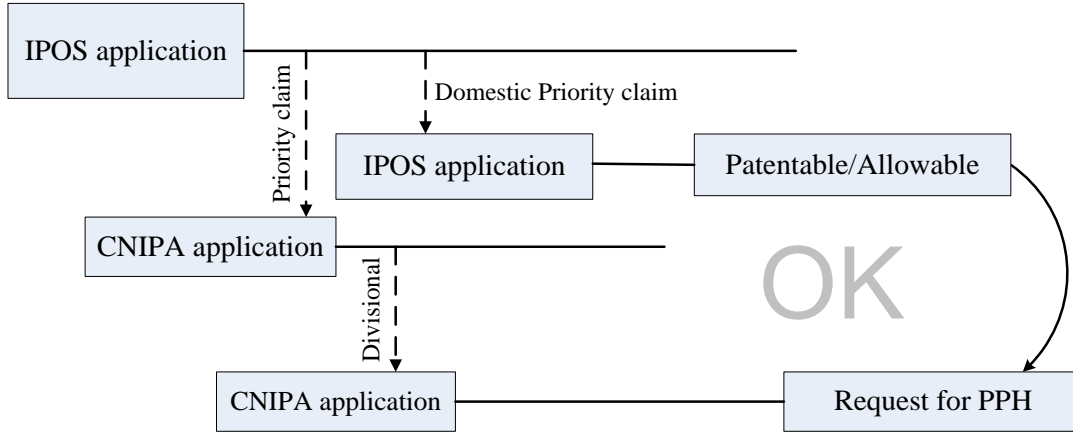 IPOS application
Priority claim
Domestic Priority claim
IPOS application
Patentable/Allowable
CNIPA application
OK
Divisional
CNIPA application
Request for PPH